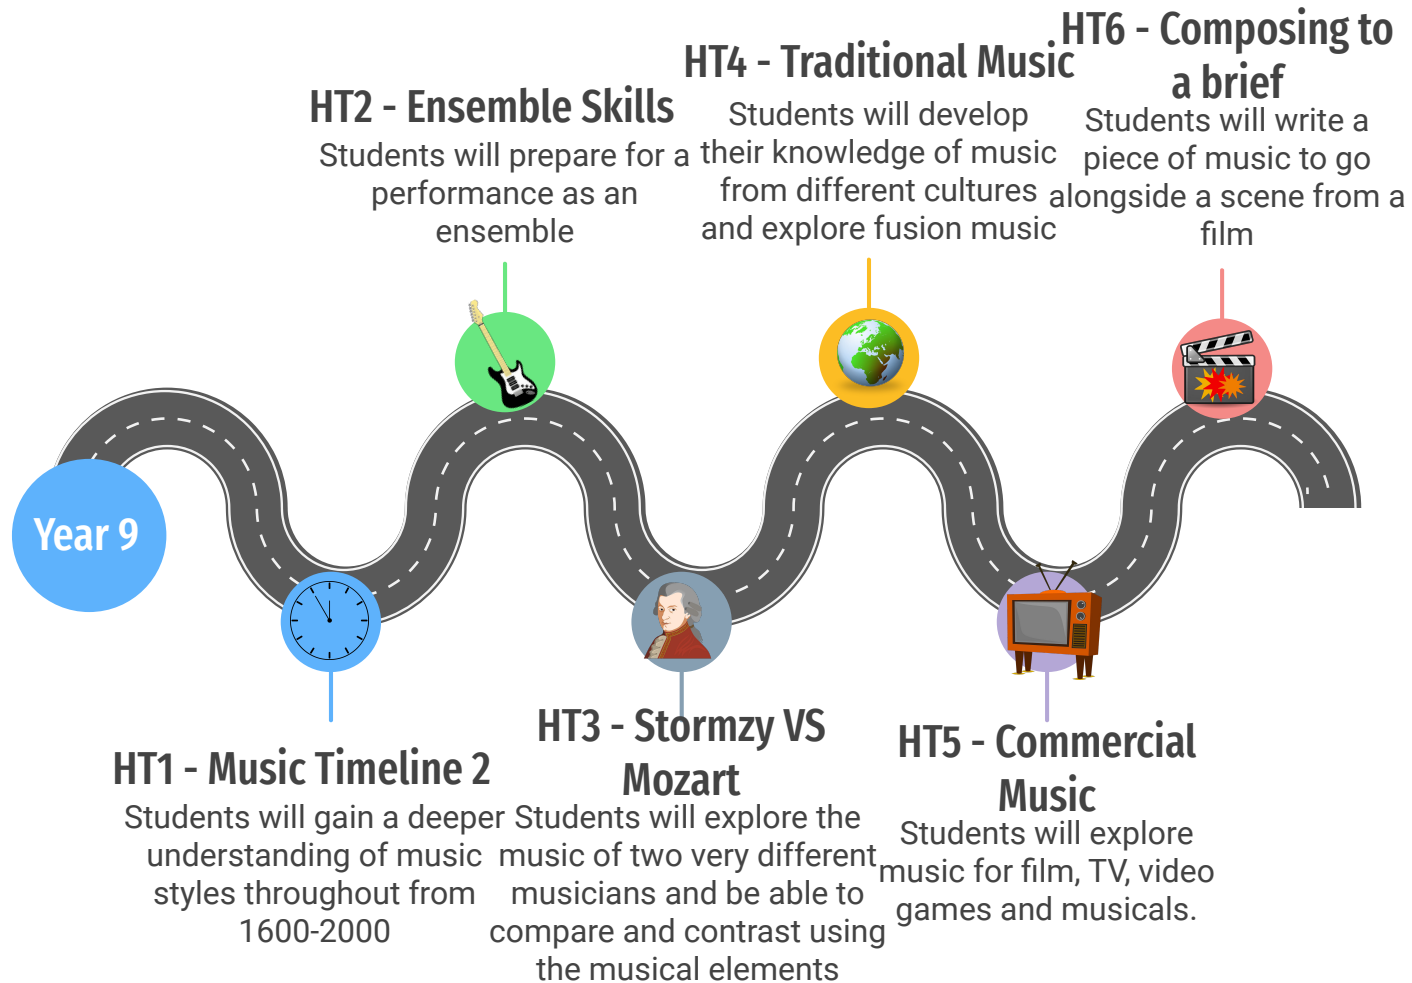 Year 9
HT1 - Music Timeline 2
Students will gain a deeper
understanding of music
styles throughout from
1600-2000
HT2 - Ensemble Skills
Students will prepare for a
performance as an
ensemble
HT3 - Stormzy VS
Mozart
Students will explore the
music of two very different
musicians and be able to
compare and contrast using
the musical elements
HT4 - Traditional Music
Students will develop
their knowledge of music
from different cultures
and explore fusion music
HT5 - Commercial
Music
Students will explore
music for film, TV, video
games and musicals.
HT6 - Composing to
a brief
Students will write a
piece of music to go
alongside a scene from a
film